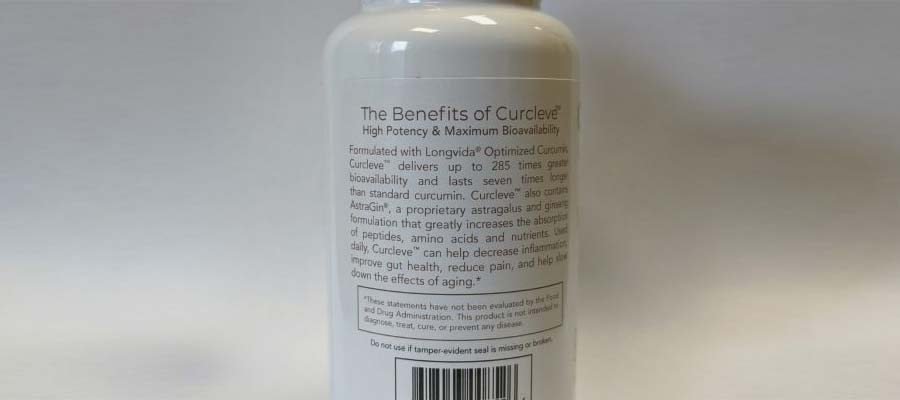 The Benefits of Curcleve™
High Potency & Maximum Bioavailability
Formulated with Longvida® Optimized Curcumin,
Curcleve™ delivers up to 285 times greater
bioavailability and lasts seven times longer
than standard curcumin. Curcleve™ also contains
AstraGin®, a proprietary astragalus and ginseng
formulation that greatly increases the absorption
of peptides, amino acids and nutrients. Used
daily, Curcleve™ can help decrease inflammation,
improve gut health, reduce pain, and help slow
down the effects of aging.*
*These statements have not been evaluated by the Food
and Drug Administration. This product is not intended to
diagnose, treat, cure, or prevent any disease.
Do not use if tamper-evident seal is missing or broken.